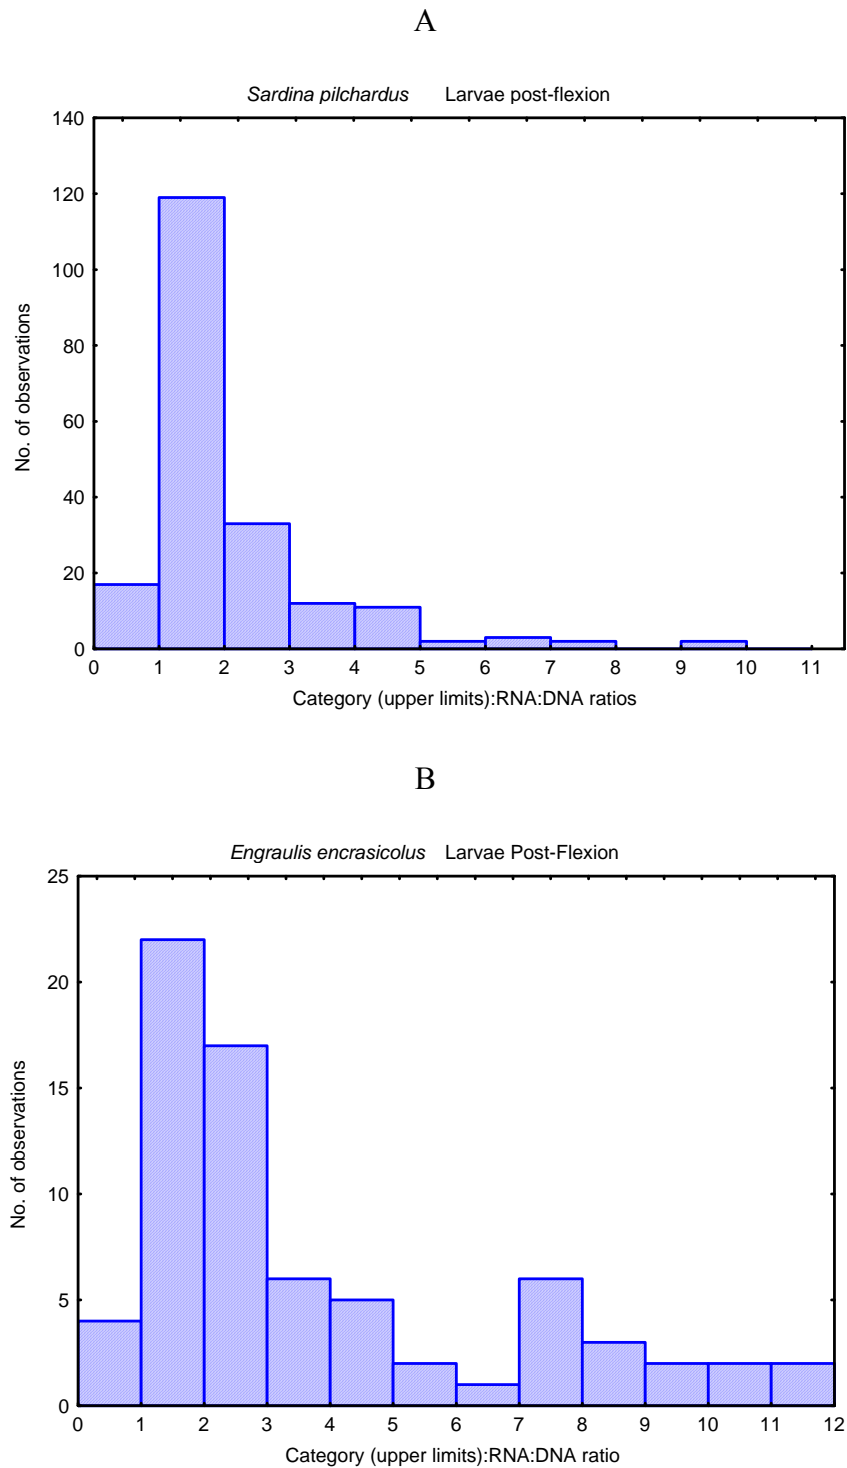 A
Sardina pilchardus Larvae post-flexion
140
120
100
80
60
40
20
0
No. of observations
0 1 2 3 4 5 6 7 8 9 10 11
Category (upper limits):RNA:DNA ratios
B
Engraulis encrasicolus Larvae Post-Flexion
25
20
15
10
5
0
No. of observations
0 1 2 3 4 5 6 7 8 9 10 11 12
Category (upper limits):RNA:DNA ratio